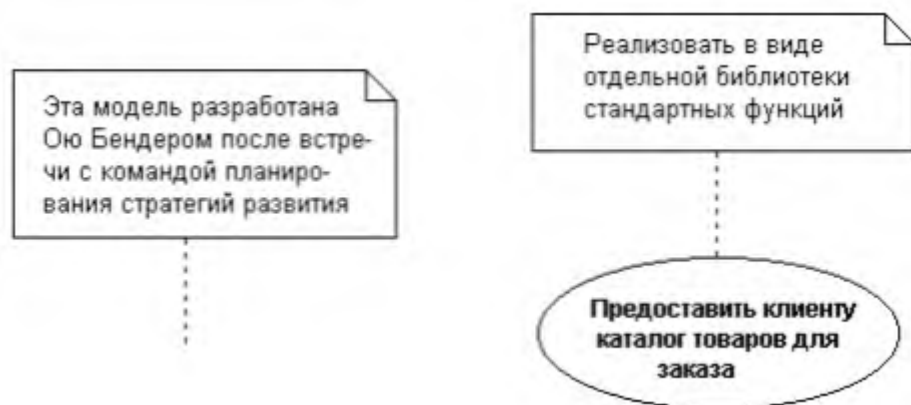 Эта модель разработана
Ою Бендером после встре-
чи с командой планиро-
вания стратегий развития
Реализовать в виде
отдельной библиотеки
стандартных функций
Предоставить клиенту
каталог товаров для
заказа